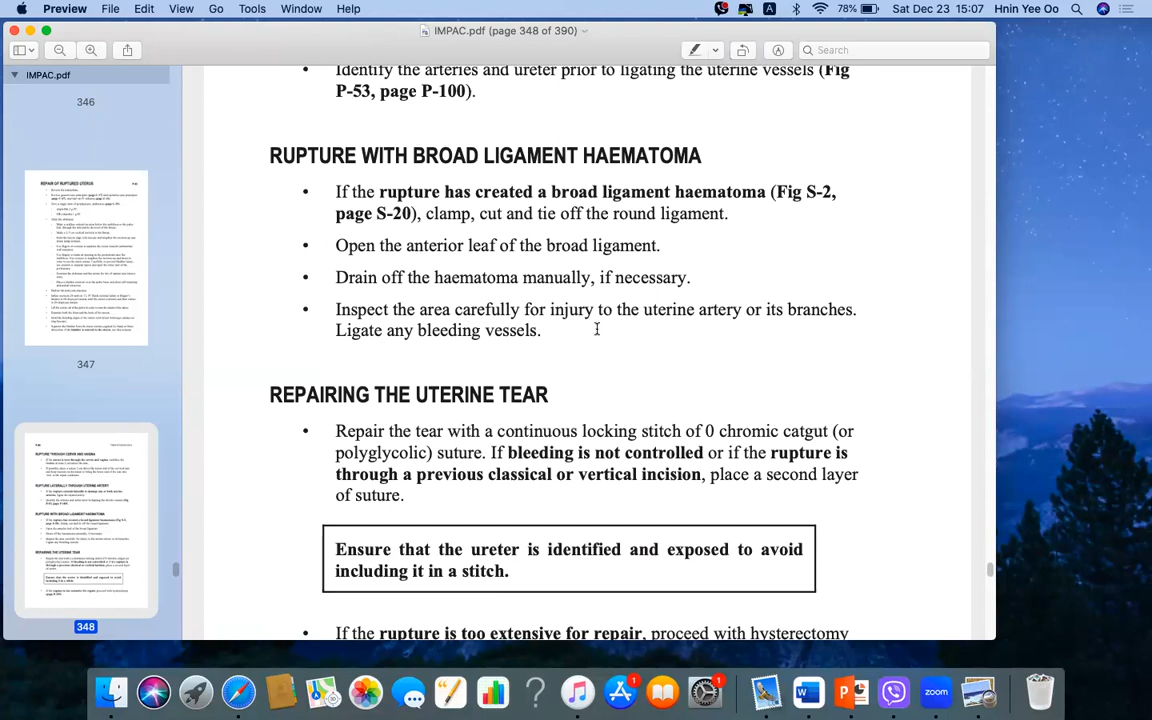 Preview File Edit View Go Tools Window Help 78% Sat Dec 23 15:07 Hnin Yee Oo
IMPAC.pdf (page 348 of 390)
Search
IMPAC.pdf
346
347
348
Identify the arteries and ureter prior to ligating the uterine vessels (Fig
P-53, page P-100).
RUPTURE WITH BROAD LIGAMENT HAEMATOMA
• If the rupture has created a broad ligament haematoma (Fig S-2,
page S-20), clamp, cut and tie off the round ligament.
• Open the anterior leaf of the broad ligament.
• Drain off the haematoma manually, if necessary.
• Inspect the area carefully for injury to the uterine artery or its branches.
Ligate any bleeding vessels.
REPAIRING THE UTERINE TEAR
• Repair the tear with a continuous locking stitch of 0 chromic catgut (or
polyglycolic) suture. If bleeding is not controlled or if the rupture is
through a previous classical or vertical incision, place a second layer
of suture.
Ensure that the ureter is identified and exposed to avoid
including it in a stitch.
• If the rupture is too extensive for repair, proceed with hysterectomy
zoom